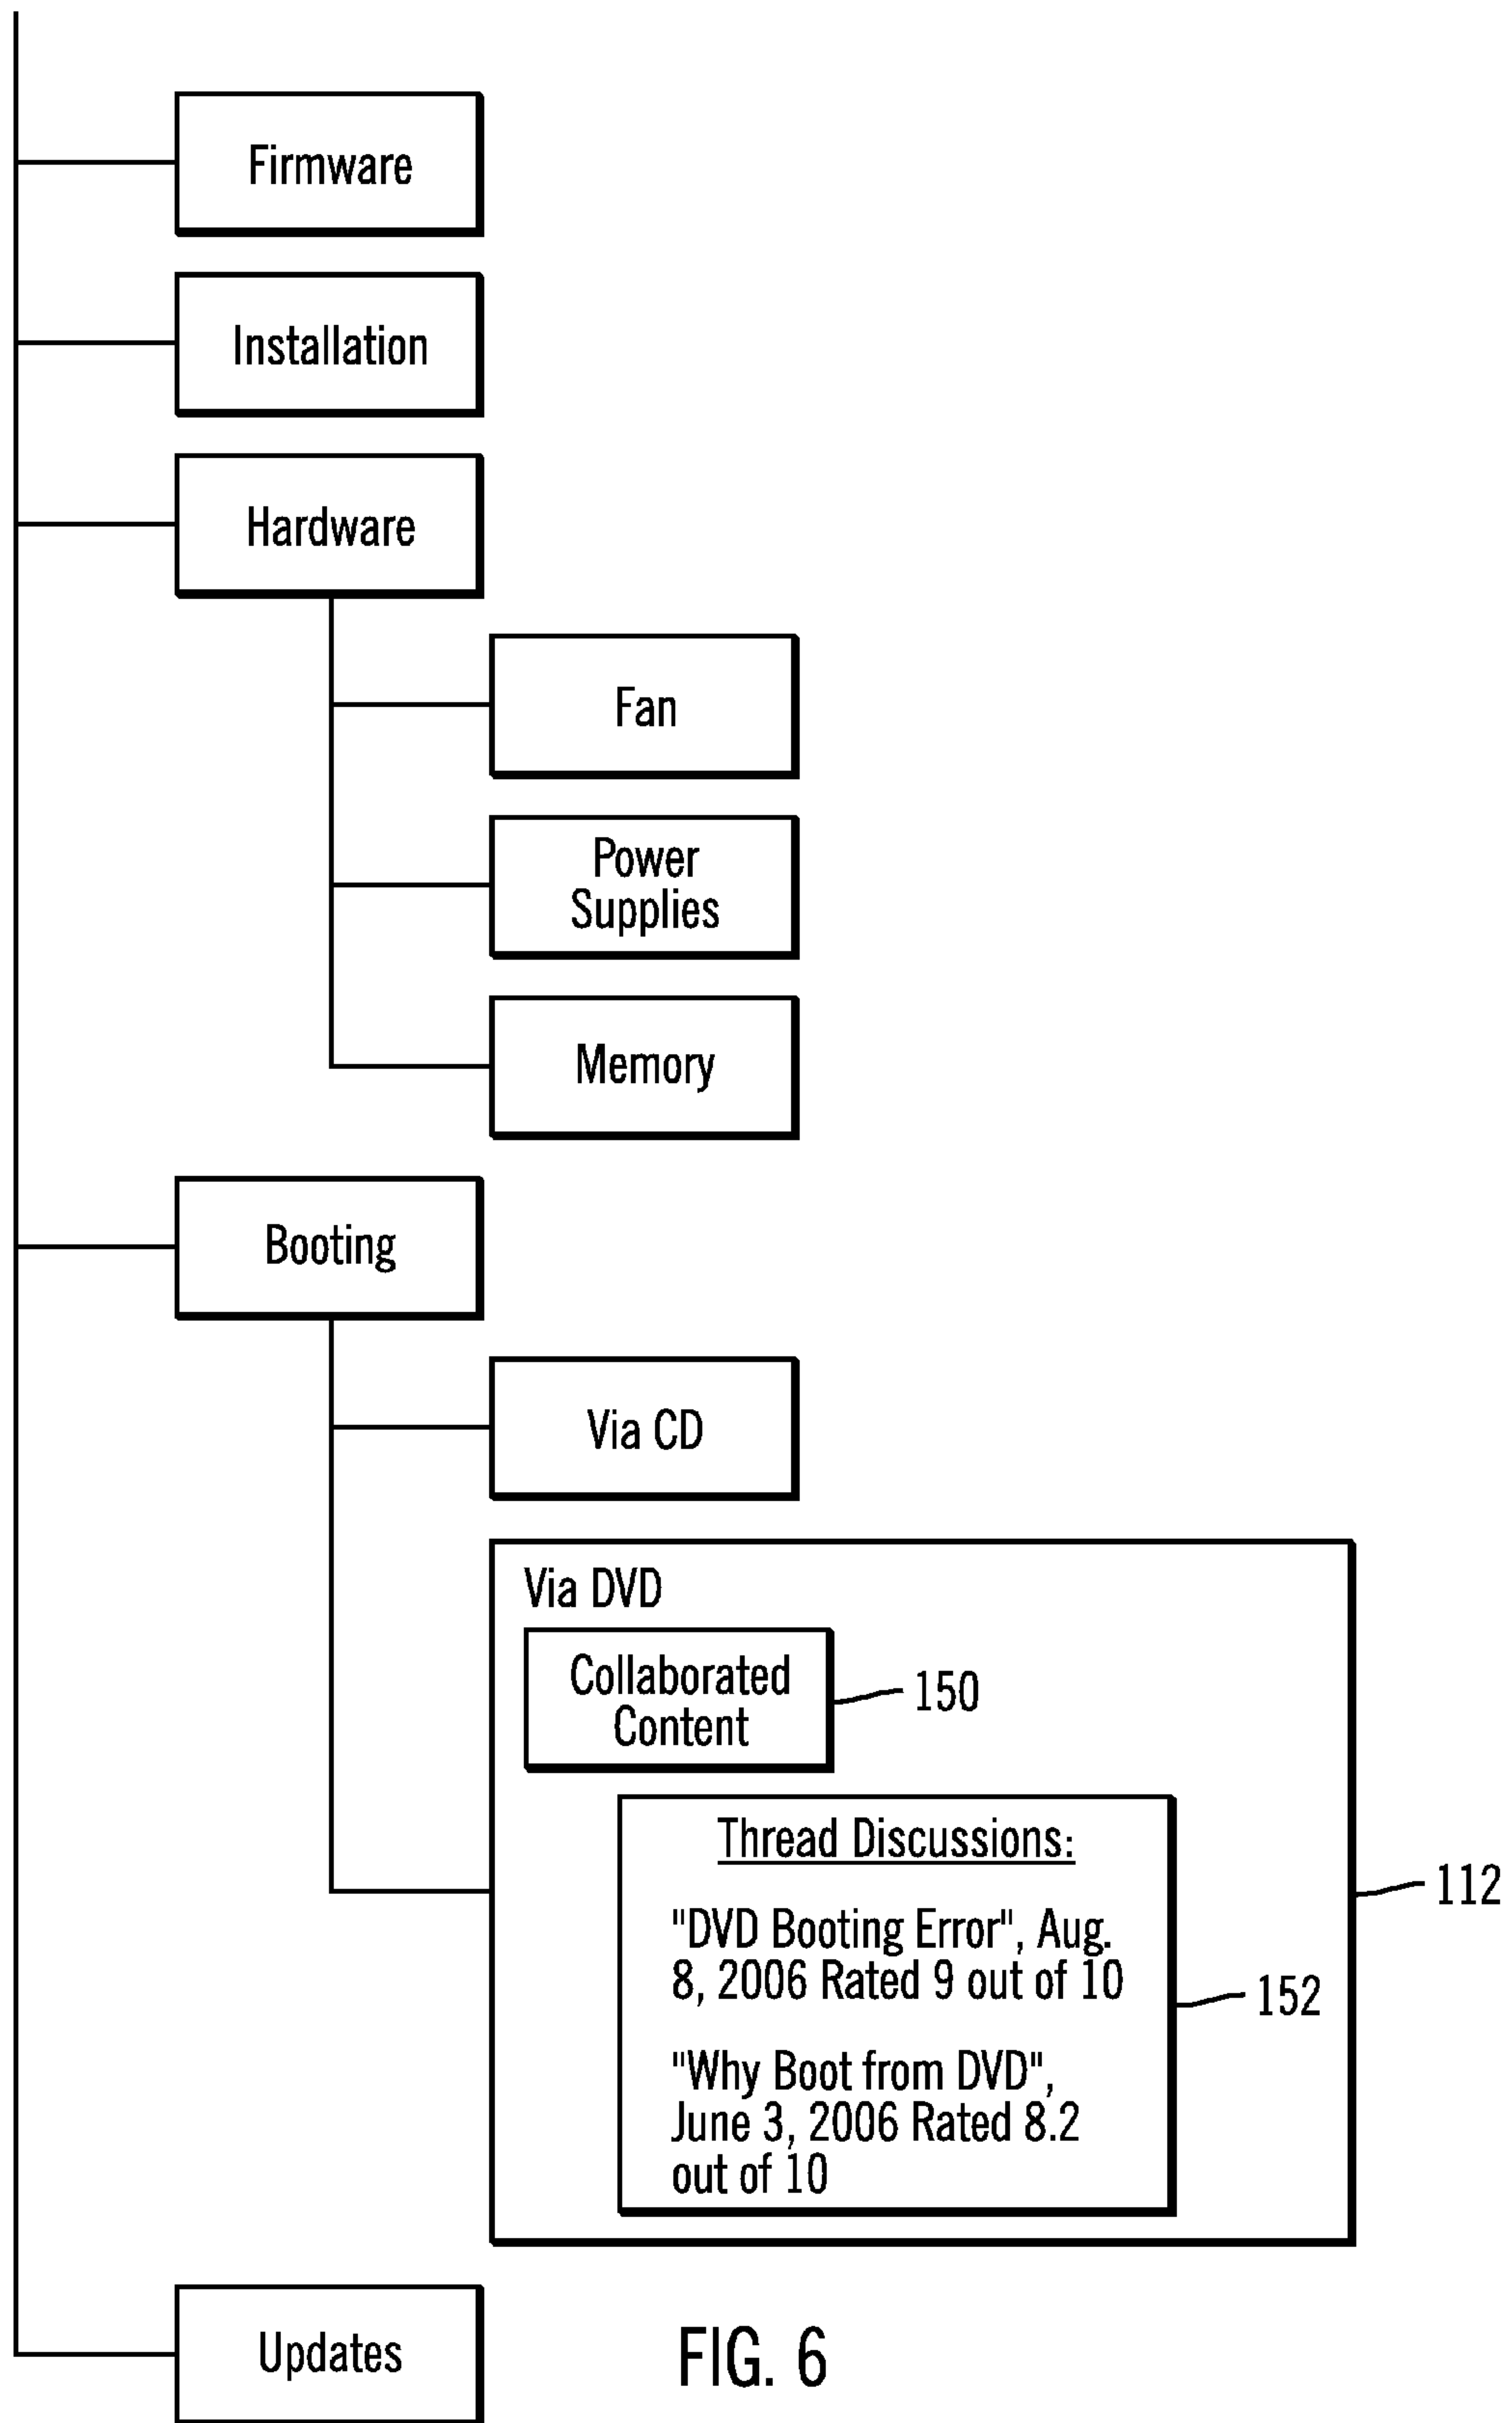 Firmware
Installation
Hardware
Fan
Power
Supplies
Memory
Booting
Via CD
Via DVD
Collaborated
Content
150
Thread Discussions:
"DVD Booting Error", Aug.
8, 2006 Rated 9 out of 10
"Why Boot from DVD",
June 3, 2006 Rated 8.2
out of 10
152
112
Updates
FIG. 6